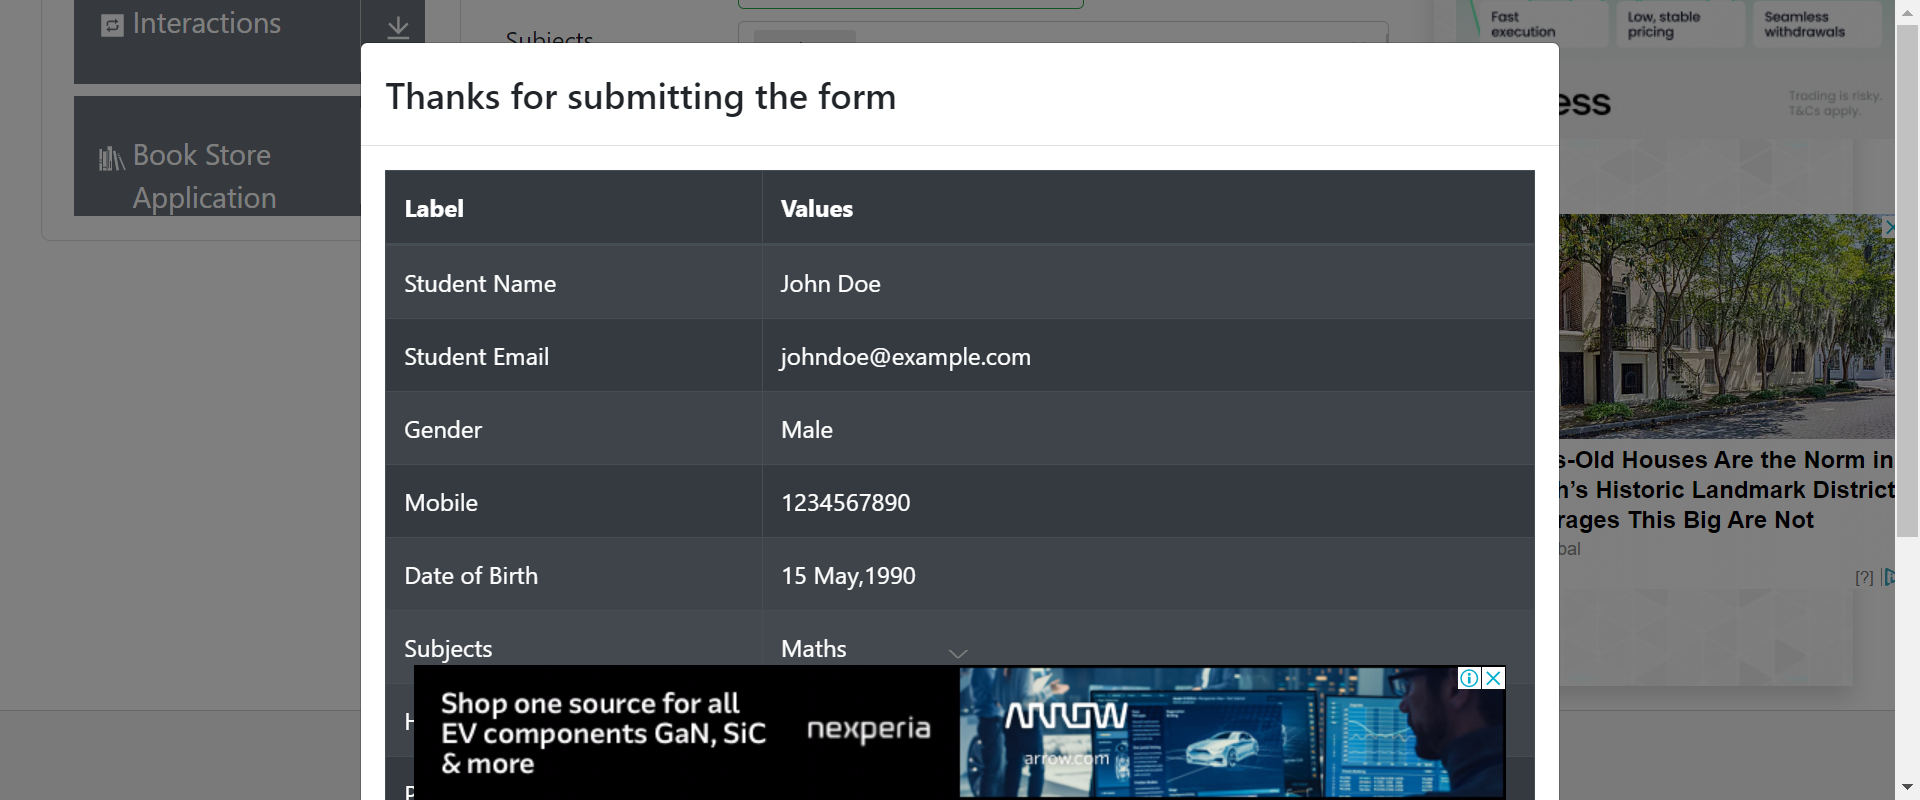 Interactions
Book Store
Application
Subjects
Thanks for submitting the form
Label Values
Student Name John Doe
Student Email johndoe@example.com
Gender Male
Mobile 1234567890
Date of Birth 15 May,1990
Subjects Maths
Shop one source for all
EV components GaN, SiC
& more
nexperia
ARROW
arrow.com
Fast
execution
Low, stable
pricing
Seamless
withdrawals
ess
Trading is risky.
T&Cs apply.
s-Old Houses Are the Norm in
h’s Historic Landmark District
rages This Big Are Not
bal
[?]